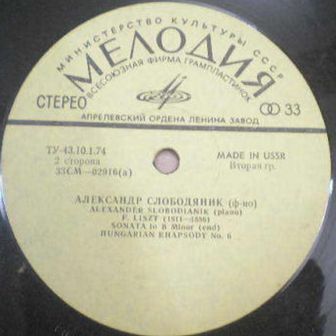 МИНИСТЕРСТВО КУЛЬТУРЫ СССР
МЕЛОДИЯ
ВСЕСОЮЗНАЯ ФИРМА ГРАМПЛАСТИНОК
СТЕРЕО
33
АПРЕЛЕВСКИЙ ОРДЕНА ЛЕНИНА ЗАВОД
ТУ-43.10.1.74
MADE IN USSR
2 сторона
Вторая гр.
33СМ—02916(а)
АЛЕКСАНДР СЛОБОДЯНИК (ф-но)
ALEXANDER SLOBODIANIK (piano)
F. LISZT (1811—1886)
SONATA in B Minor (end)
HUNGARIAN RHAPSODY No. 6